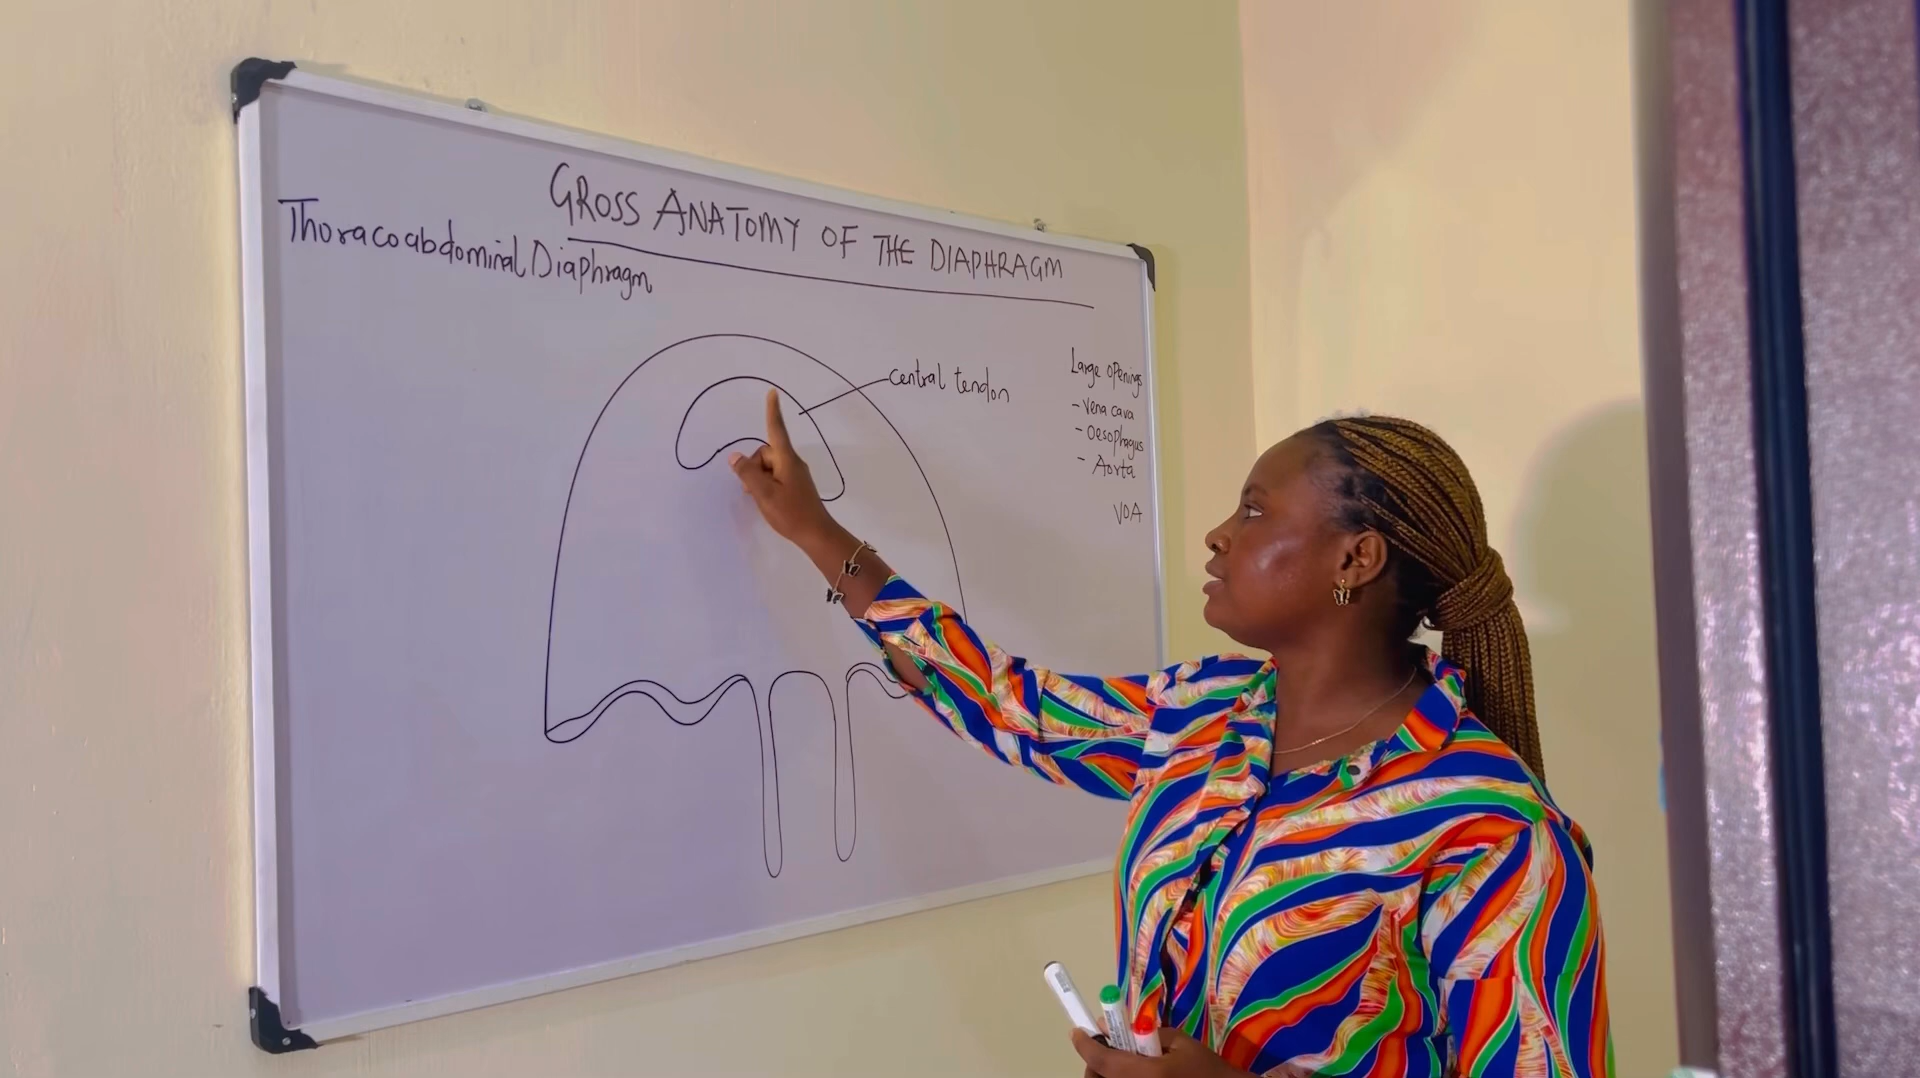 GROSS ANATOMY OF THE DIAPHRAGM
Thoracoabdominal Diaphragm
central tendon
Large openings
- Vena cava
- Oesophagus
- Aorta
VOA